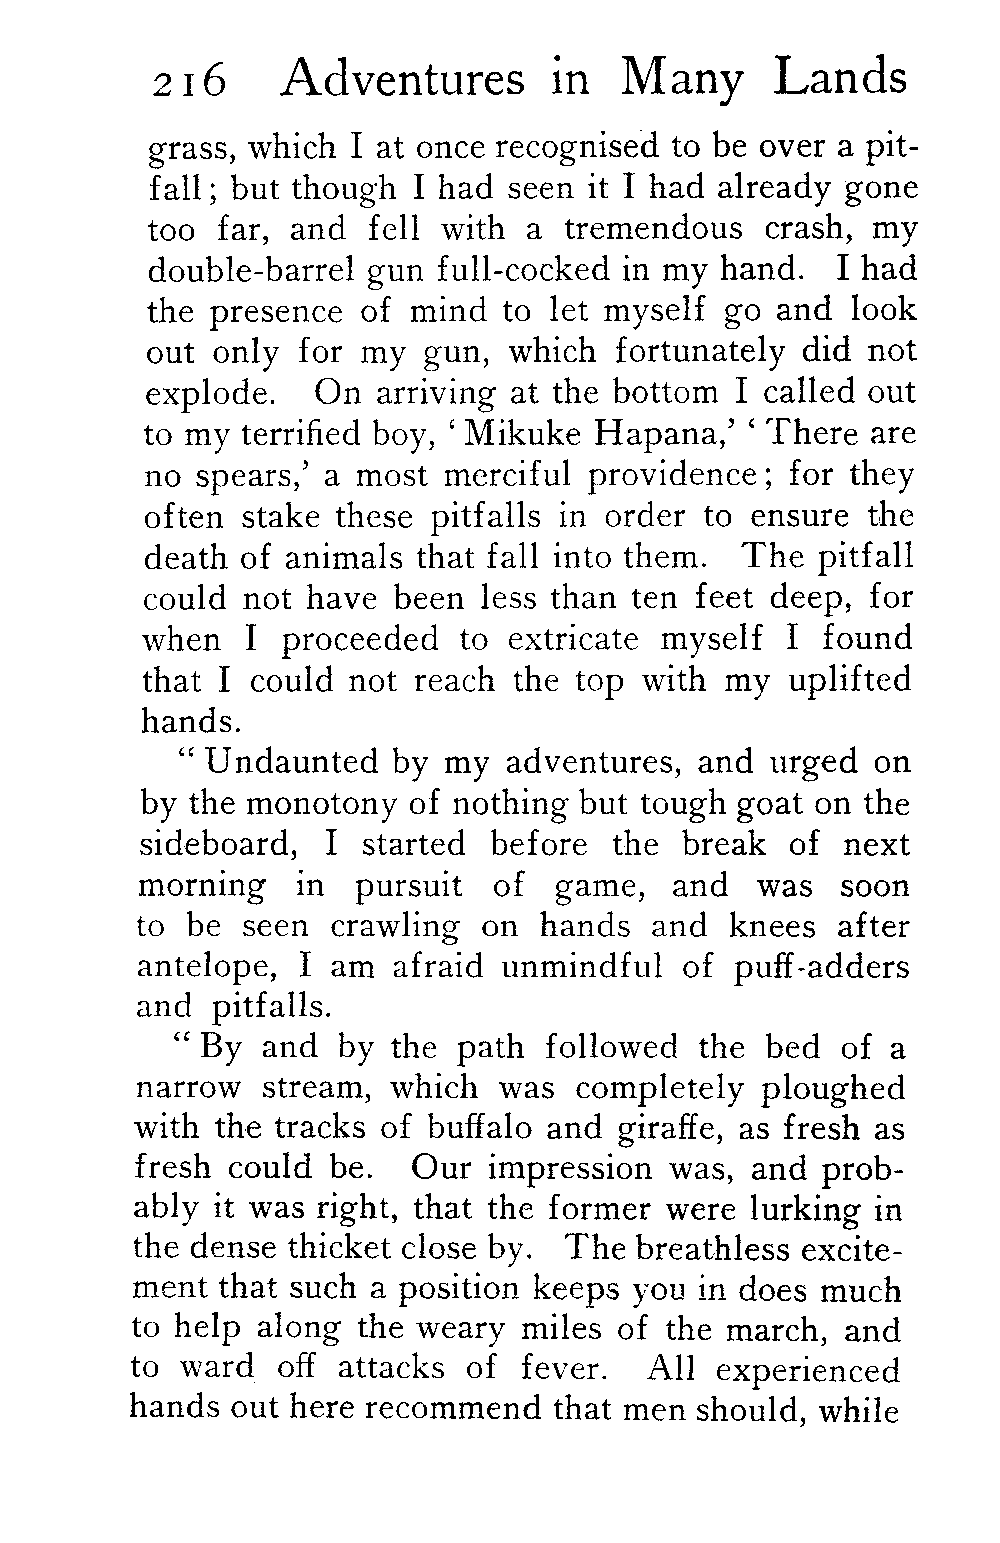 216 Adventures in Many Lands
grass, which I at once recognised to be over a pit-
fall; but though I had seen it I had already gone
too far, and fell with a tremendous crash, my
double-barrel gun full-cocked in my hand. I had
the presence of mind to let myself go and look
out only for my gun, which fortunately did not
explode. On arriving at the bottom I called out
to my terrified boy, ‘Mikuke Hapana,’ ‘There are
no spears,’ a most merciful providence; for they
often stake these pitfalls in order to ensure the
death of animals that fall into them. The pitfall
could not have been less than ten feet deep, for
when I proceeded to extricate myself I found
that I could not reach the top with my uplifted
hands.
“Undaunted by my adventures, and urged on
by the monotony of nothing but tough goat on the
sideboard, I started before the break of next
morning in pursuit of game, and was soon
to be seen crawling on hands and knees after
antelope, I am afraid unmindful of puff-adders
and pitfalls.
“By and by the path followed the bed of a
narrow stream, which was completely ploughed
with the tracks of buffalo and giraffe, as fresh as
fresh could be. Our impression was, and prob-
ably it was right, that the former were lurking in
the dense thicket close by. The breathless excite-
ment that such a position keeps you in does much
to help along the weary miles of the march, and
to ward off attacks of fever. All experienced
hands out here recommend that men should, while